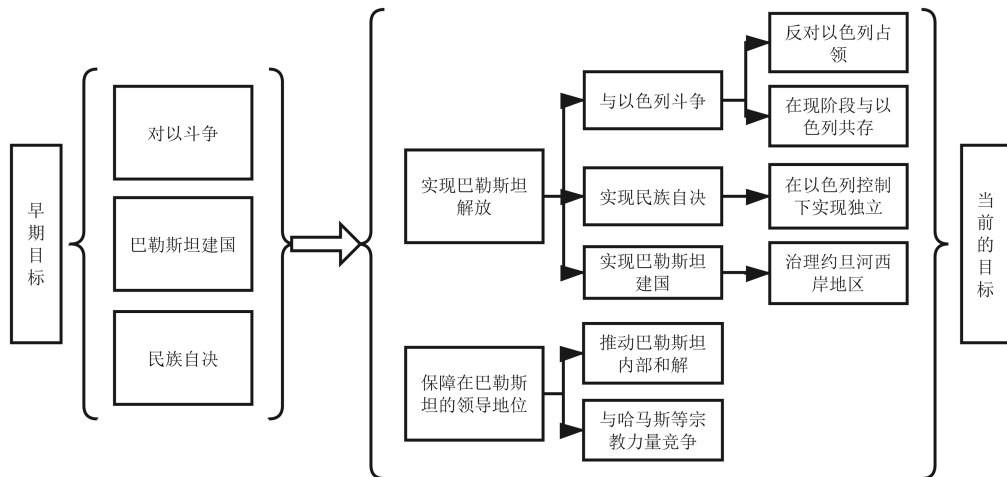 早
期
目
标
对以斗争
巴勒斯坦建国
民族自决
实现巴勒斯坦
解放
与以色列斗争
反对以色列占
领
在现阶段与以
色列共存
实现民族自决
在以色列控制
下实现独立
实现巴勒斯坦
建国
治理约旦河西
岸地区
保障在巴勒斯
坦的领导地位
推动巴勒斯坦
内部和解
与哈马斯等宗
教力量竞争
当
前
的
目
标